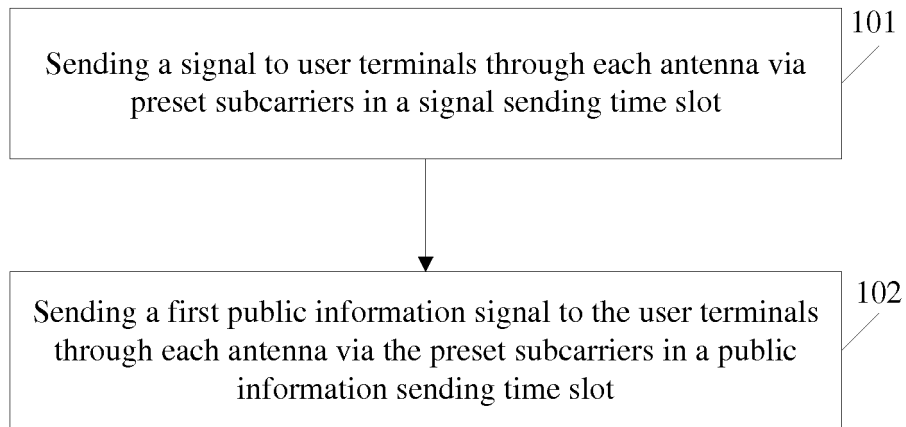 101
Sending a signal to user terminals through each antenna via
preset subcarriers in a signal sending time slot
102
Sending a first public information signal to the user terminals
through each antenna via the preset subcarriers in a public
information sending time slot